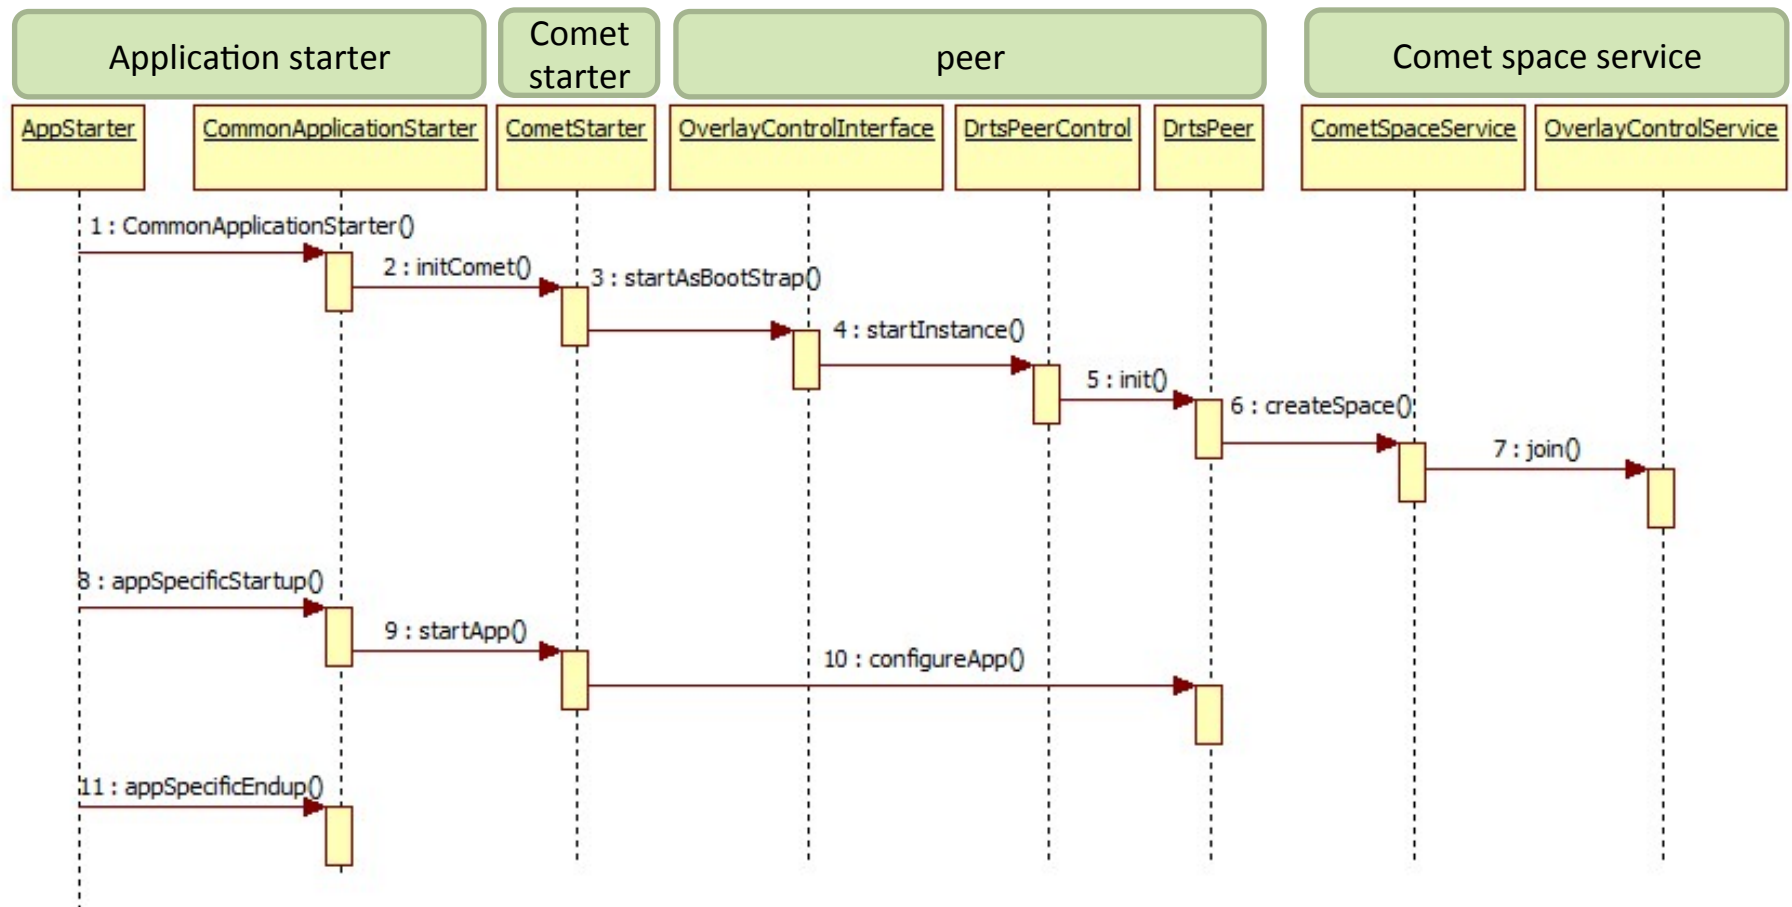 Application starter
Comet
starter
peer
Comet space service
AppStarter
CommonApplicationStarter
CometStarter
OverlayControlInterface
DrtsPeerControl
DrtsPeer
CometSpaceService
OverlayControlService
1 : CommonApplicationStarter()
2 : initComet()
3 : startAsBootStrap()
4 : startInstance()
5 : init()
6 : createSpace()
7 : join()
8 : appSpecificStartup()
9 : startApp()
10 : configureApp()
11 : appSpecificEndup()